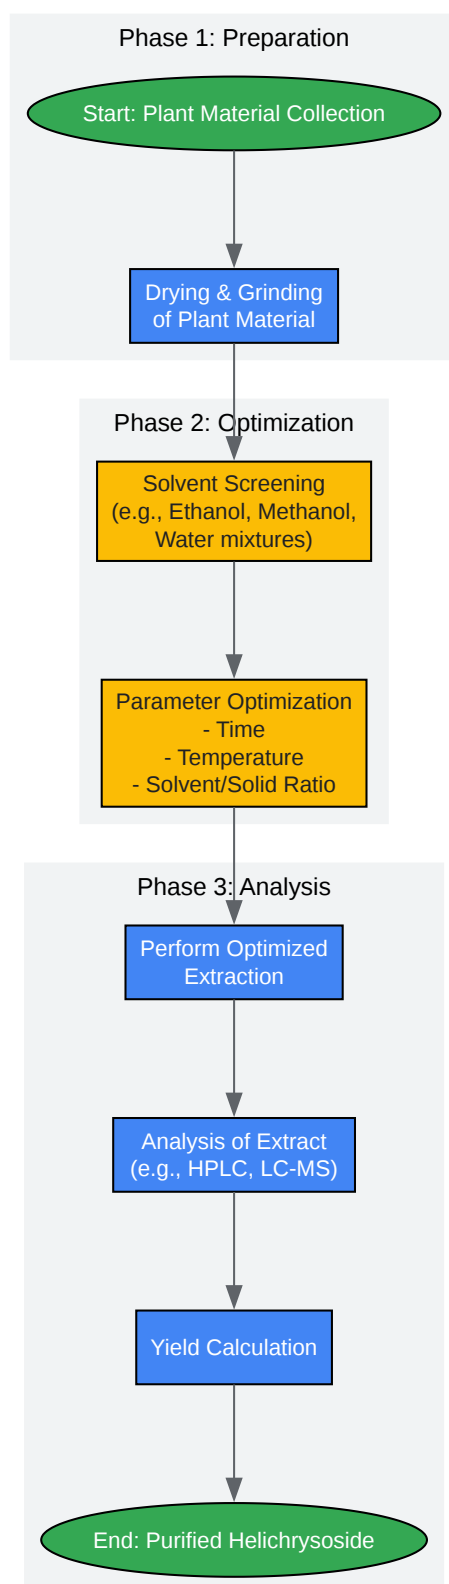 Phase 1: Preparation
Start: Plant Material Collection
Drying & Grinding
of Plant Material
Phase 2: Optimization
Solvent Screening
(e.g., Ethanol, Methanol,
Water mixtures)
Parameter Optimization
- Time
- Temperature
- Solvent/Solid Ratio
Phase 3: Analysis
Perform Optimized
Extraction
Analysis of Extract
(e.g., HPLC, LC-MS)
Yield Calculation
End: Purified Helichrysoside